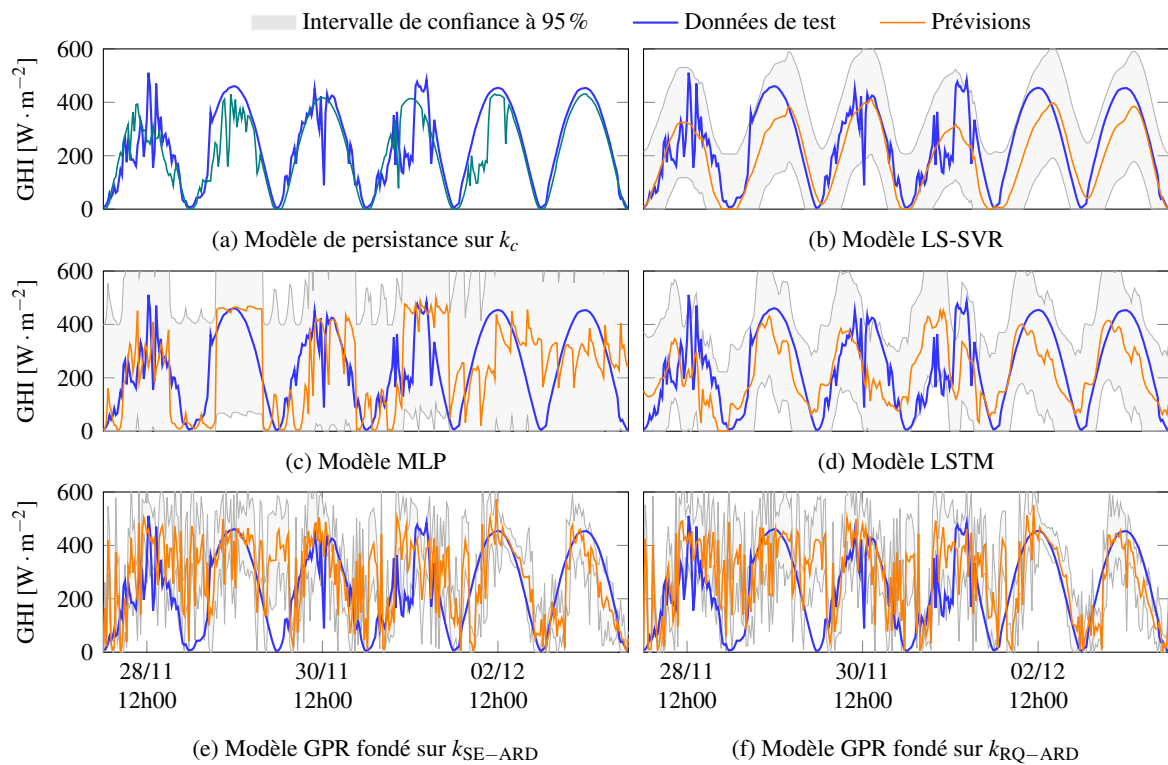 Intervalle de confiance à 95 % Données de test Prévisions
600
400
200
0
GHI [W · m⁻²]
(a) Modèle de persistance sur k_c
(b) Modèle LS-SVR
600
400
200
0
GHI [W · m⁻²]
(c) Modèle MLP
(d) Modèle LSTM
600
400
200
0
GHI [W · m⁻²]
28/11 30/11 02/12
12h00 12h00 12h00
28/11 30/11 02/12
12h00 12h00 12h00
(e) Modèle GPR fondé sur k_SE−ARD
(f) Modèle GPR fondé sur k_RQ−ARD